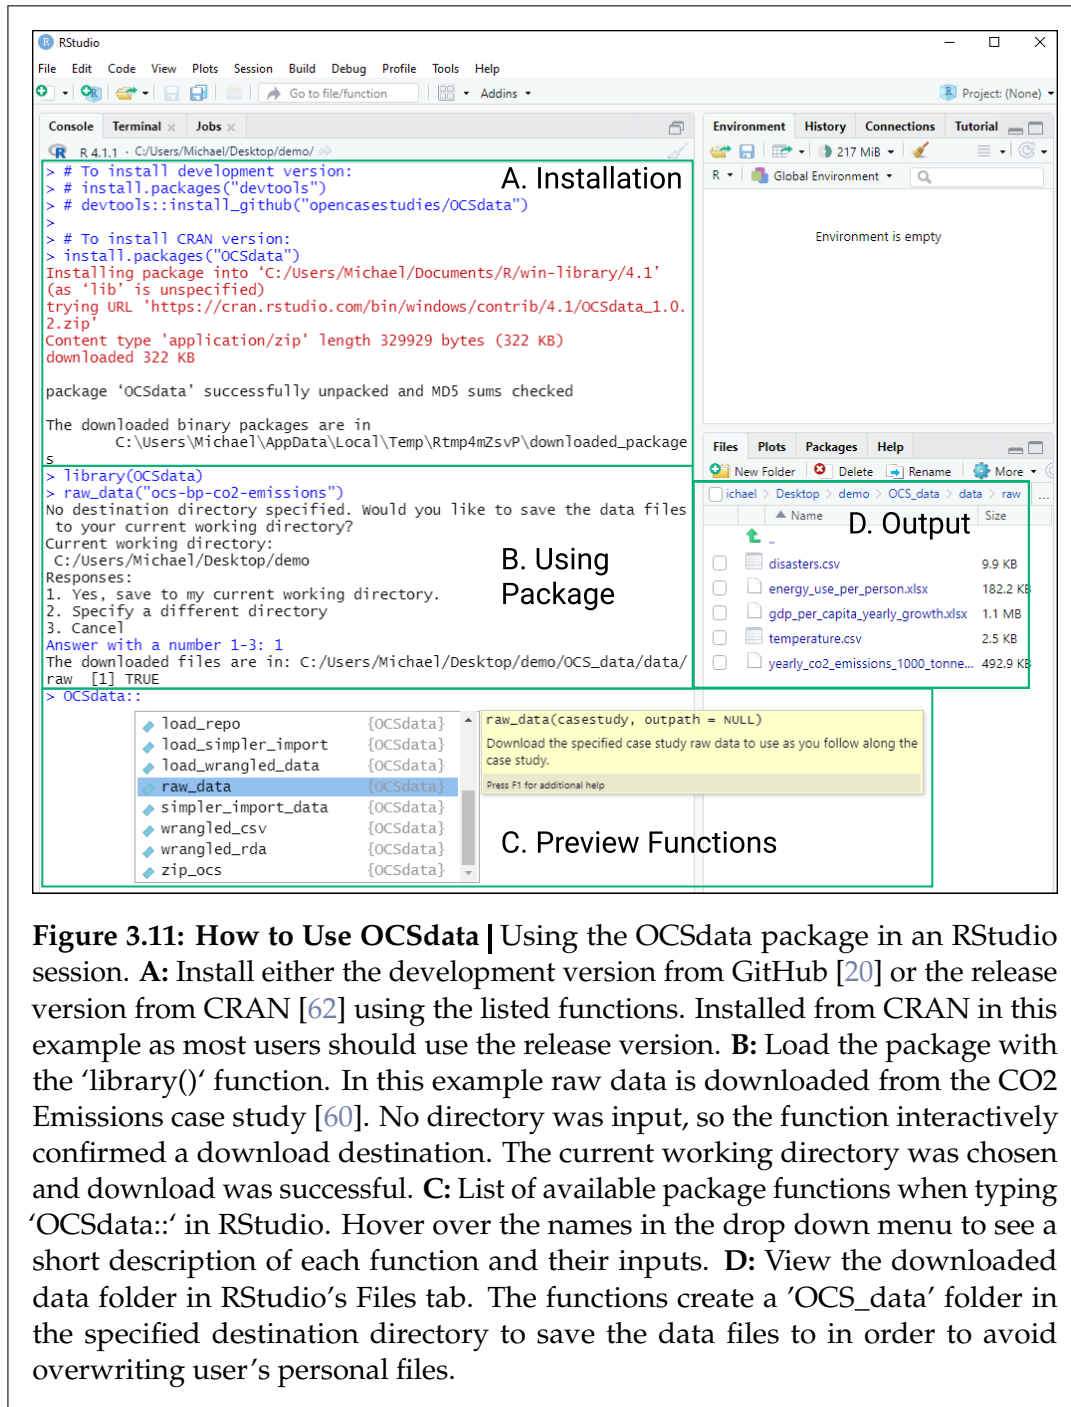 RStudio
File Edit Code View Plots Session Build Debug Profile Tools Help
Go to file/function Addins Project: (None)
Console Terminal Jobs
R 4.1.1 · C:/Users/Michael/Desktop/demo/
> # To install development version:
> # install.packages("devtools")
> # devtools::install_github("opencasestudies/OCSdata")
>
> # To install CRAN version:
> install.packages("OCSdata")
Installing package into ‘C:/Users/Michael/Documents/R/win-library/4.1’
(as ‘lib’ is unspecified)
trying URL 'https://cran.rstudio.com/bin/windows/contrib/4.1/OCSdata_1.0.
2.zip'
Content type 'application/zip' length 329929 bytes (322 KB)
downloaded 322 KB
package ‘OCSdata’ successfully unpacked and MD5 sums checked
The downloaded binary packages are in
C:\Users\Michael\AppData\Local\Temp\Rtmp4mZsvP\downloaded_package
s
A. Installation
> library(OCSdata)
> raw_data("ocs-bp-co2-emissions")
No destination directory specified. Would you like to save the data files
to your current working directory?
Current working directory:
C:/Users/Michael/Desktop/demo
Responses:
1. Yes, save to my current working directory.
2. Specify a different directory
3. Cancel
Answer with a number 1-3: 1
The downloaded files are in: C:/Users/Michael/Desktop/demo/OCS_data/data/
raw [1] TRUE
B. Using
Package
> OCSdata::
load_repo {OCSdata}
load_simpler_import {OCSdata}
load_wrangled_data {OCSdata}
raw_data {OCSdata}
simpler_import_data {OCSdata}
wrangled_csv {OCSdata}
wrangled_rda {OCSdata}
zip_ocs {OCSdata}
raw_data(casestudy, outpath = NULL)
Download the specified case study raw data to use as you follow along the
case study.
Press F1 for additional help
C. Preview Functions
Environment History Connections Tutorial
217 MiB
R Global Environment
Environment is empty
Files Plots Packages Help
New Folder Delete Rename More
ichael > Desktop > demo > OCS_data > data > raw ...
Name Size
D. Output
..
disasters.csv 9.9 KB
energy_use_per_person.xlsx 182.2 KB
gdp_per_capita_yearly_growth.xlsx 1.1 MB
temperature.csv 2.5 KB
yearly_co2_emissions_1000_tonne... 492.9 KB
Figure 3.11: How to Use OCSdata | Using the OCSdata package in an RStudio
session. A: Install either the development version from GitHub [20] or the release
version from CRAN [62] using the listed functions. Installed from CRAN in this
example as most users should use the release version. B: Load the package with
the ‘library()‘ function. In this example raw data is downloaded from the CO2
Emissions case study [60]. No directory was input, so the function interactively
confirmed a download destination. The current working directory was chosen
and download was successful. C: List of available package functions when typing
‘OCSdata::‘ in RStudio. Hover over the names in the drop down menu to see a
short description of each function and their inputs. D: View the downloaded
data folder in RStudio’s Files tab. The functions create a ’OCS_data’ folder in
the specified destination directory to save the data files to in order to avoid
overwriting user’s personal files.